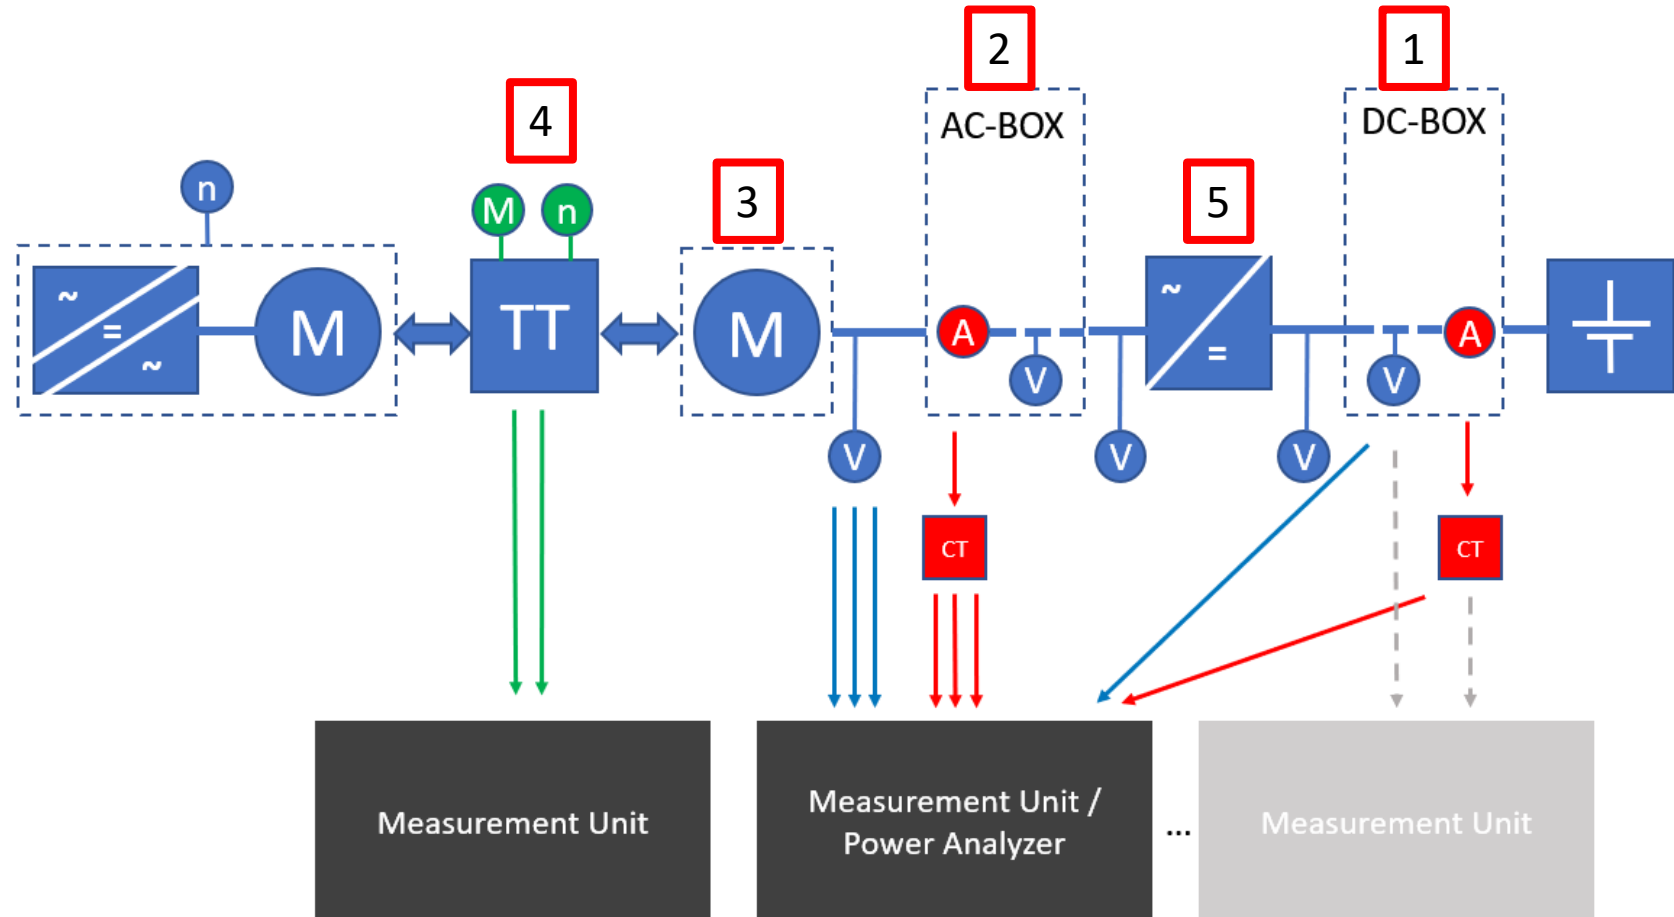 2
1
4
AC-BOX
DC-BOX
n
3
5
M
n
~
=
~
M
TT
M
A
V
~
=
V
A
V
V
V
CT
CT
Measurement Unit
Measurement Unit /
Power Analyzer
...
Measurement Unit